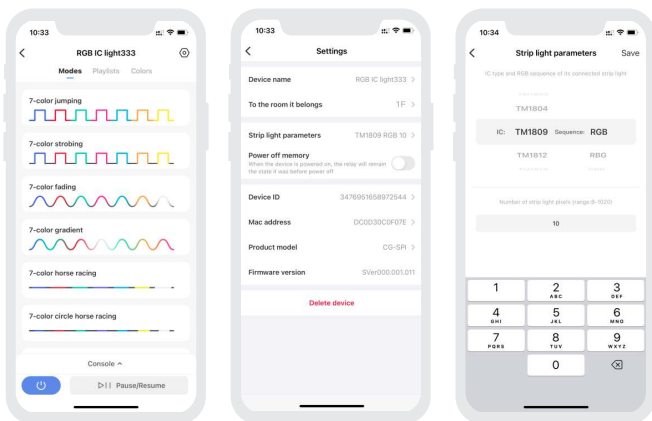 10:33
RGB IC light333
Modes Playlists Colors
7-color jumping
7-color strobing
7-color fading
7-color gradient
7-color horse racing
7-color circle horse racing
Console
Pause/Resume
10:33
Settings
Device name RGB IC light333
To the room it belongs 1F
Strip light parameters TM1809 RGB 10
Power off memory
When the device is powered on, the relay will remain
the state it was before power off
Device ID 3476951658972544
Mac address DC0D30C0F07E
Product model CG-SPI
Firmware version SVer000.001.011
Delete device
10:34
Strip light parameters Save
IC type and RGB sequence of its connected strip light
TM1804
IC: TM1809 Sequence: RGB
TM1812 RBG
Number of strip light pixels (range:8-1020)
10
1 2 3
ABC DEF
4 5 6
GHI JKL MNO
7 8 9
PQRS TUV WXYZ
0